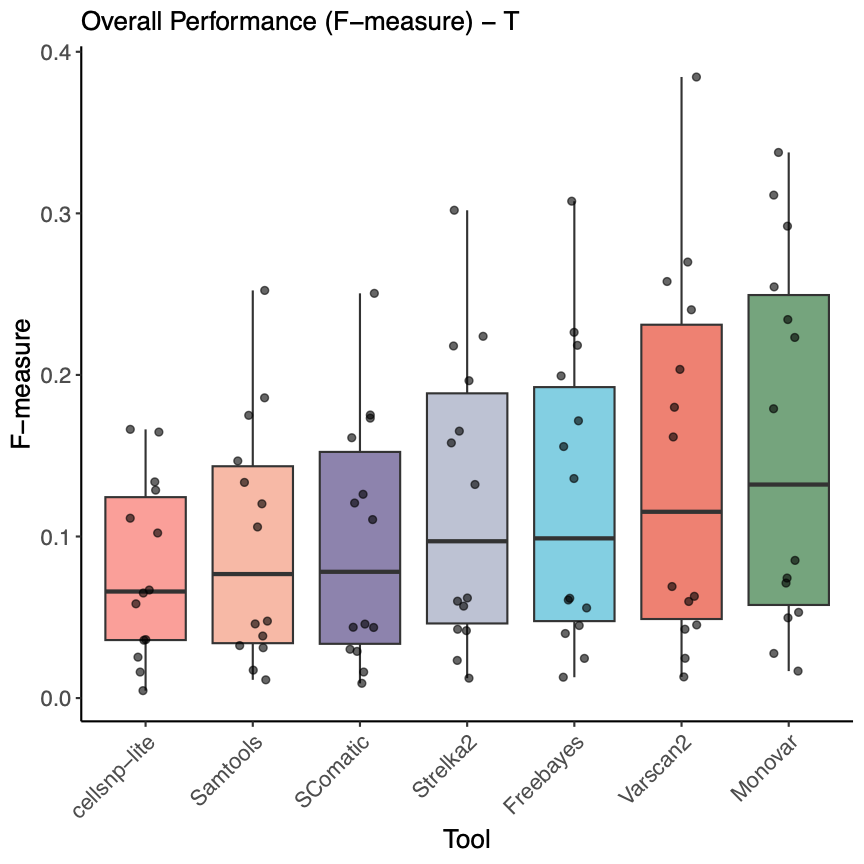 Overall Performance (F−measure) − T
F−measure
0.4
0.3
0.2
0.1
0.0
cellsnp−lite
Samtools
SComatic
Strelka2
Freebayes
Varscan2
Monovar
Tool